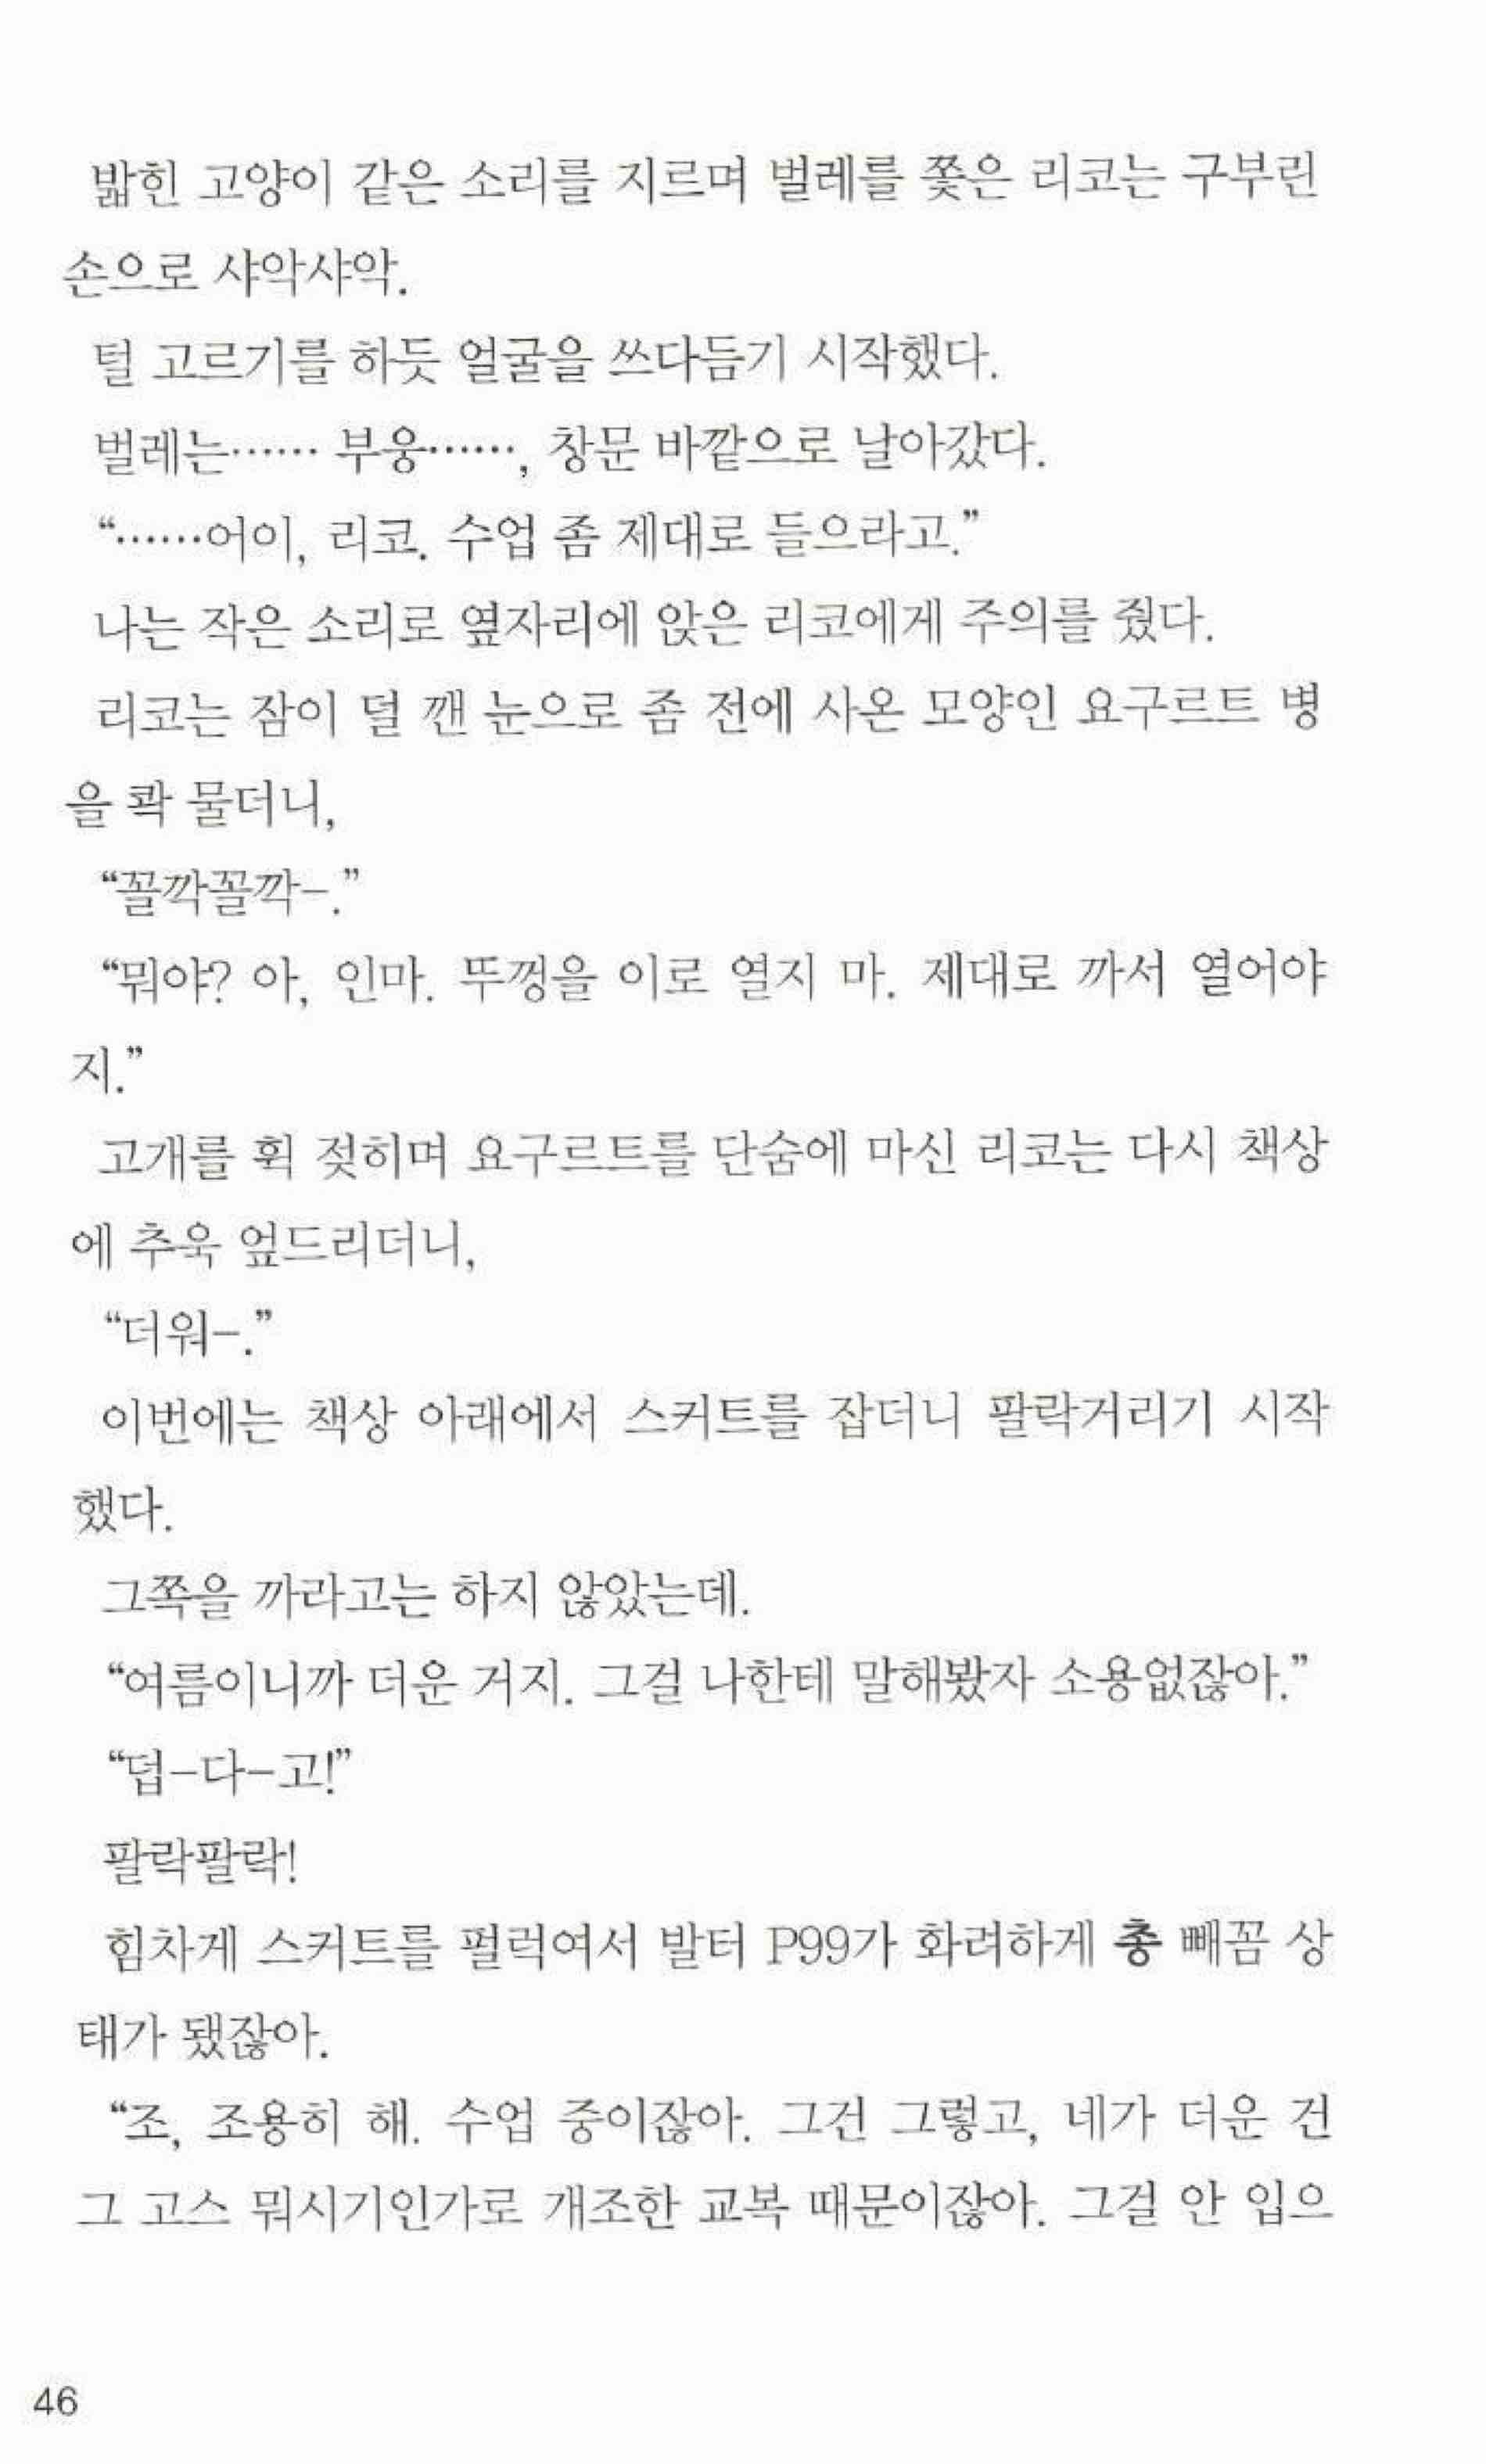 밟힌 고양이 같은 소리를 지르며 벌레를 쫓은 리코는 구부린
손으로 샤악샤악.
털 고르기를 하듯 얼굴을 쓰다듬기 시작했다.
벌레는…… 부웅……, 창문 바깥으로 날아갔다.
“……어이, 리코. 수업 좀 제대로 들으라고.”
나는 작은 소리로 옆자리에 앉은 리코에게 주의를 줬다.
리코는 잠이 덜 깬 눈으로 좀 전에 사온 모양인 요구르트 병
을 콱 물더니,
“꼴깍꼴깍-.”
“뭐야? 아, 인마. 뚜껑을 이로 열지 마. 제대로 까서 열어야
지.”
고개를 휙 젖히며 요구르트를 단숨에 마신 리코는 다시 책상
에 추욱 엎드리더니,
“더워-.”
이번에는 책상 아래에서 스커트를 잡더니 팔락거리기 시작
했다.
그쪽을 까라고는 하지 않았는데.
“여름이니까 더운 거지. 그걸 나한테 말해봤자 소용없잖아.”
“덥-다-고!”
팔락팔락!
힘차게 스커트를 펄럭여서 발터 P99가 화려하게 총 빼꼼 상
태가 됐잖아.
“조, 조용히 해. 수업 중이잖아. 그건 그렇고, 네가 더운 건
그 고스 뭐시기인가로 개조한 교복 때문이잖아. 그걸 안 입으
46